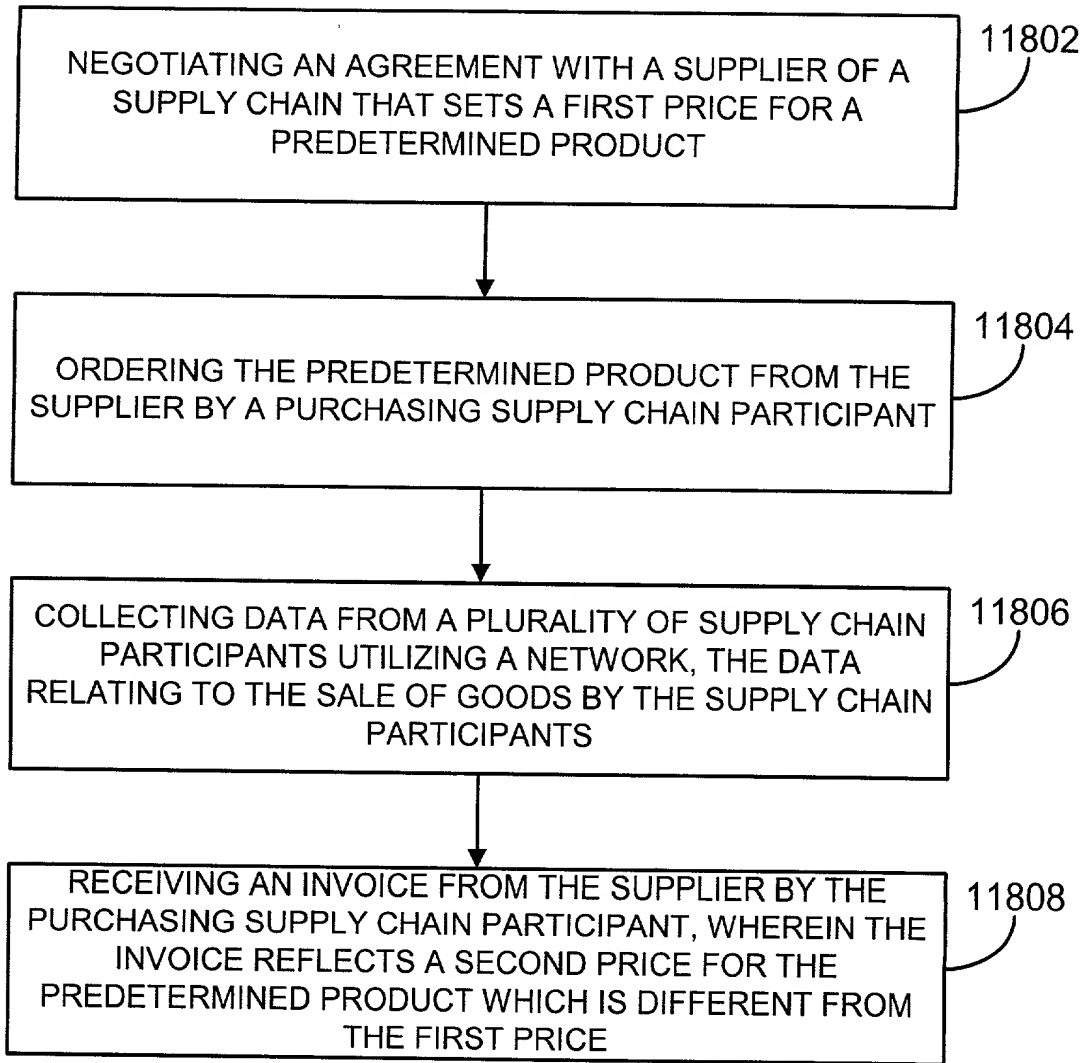 11802
NEGOTIATING AN AGREEMENT WITH A SUPPLIER OF A
SUPPLY CHAIN THAT SETS A FIRST PRICE FOR A
PREDETERMINED PRODUCT
11804
ORDERING THE PREDETERMINED PRODUCT FROM THE
SUPPLIER BY A PURCHASING SUPPLY CHAIN PARTICIPANT
11806
COLLECTING DATA FROM A PLURALITY OF SUPPLY CHAIN
PARTICIPANTS UTILIZING A NETWORK, THE DATA
RELATING TO THE SALE OF GOODS BY THE SUPPLY CHAIN
PARTICIPANTS
11808
RECEIVING AN INVOICE FROM THE SUPPLIER BY THE
PURCHASING SUPPLY CHAIN PARTICIPANT, WHEREIN THE
INVOICE REFLECTS A SECOND PRICE FOR THE
PREDETERMINED PRODUCT WHICH IS DIFFERENT FROM
THE FIRST PRICE